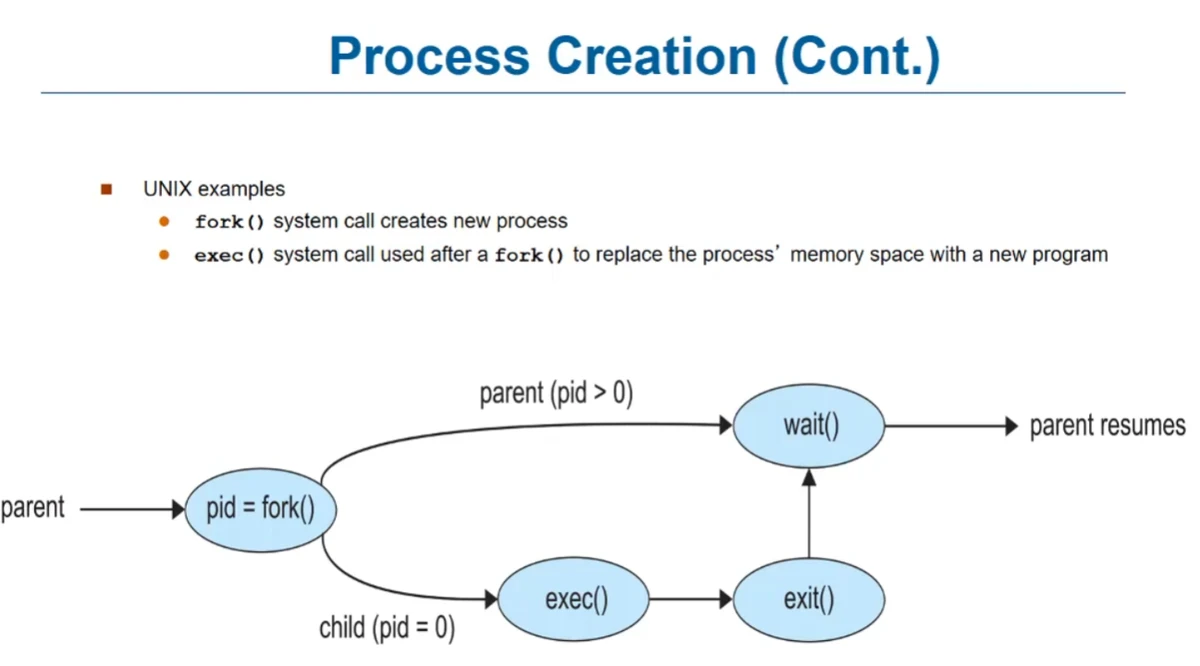 Process Creation (Cont.)
UNIX examples
fork() system call creates new process
exec() system call used after a fork() to replace the process’ memory space with a new program
parent (pid > 0)
wait()
parent resumes
parent
pid = fork()
exec()
exit()
child (pid = 0)